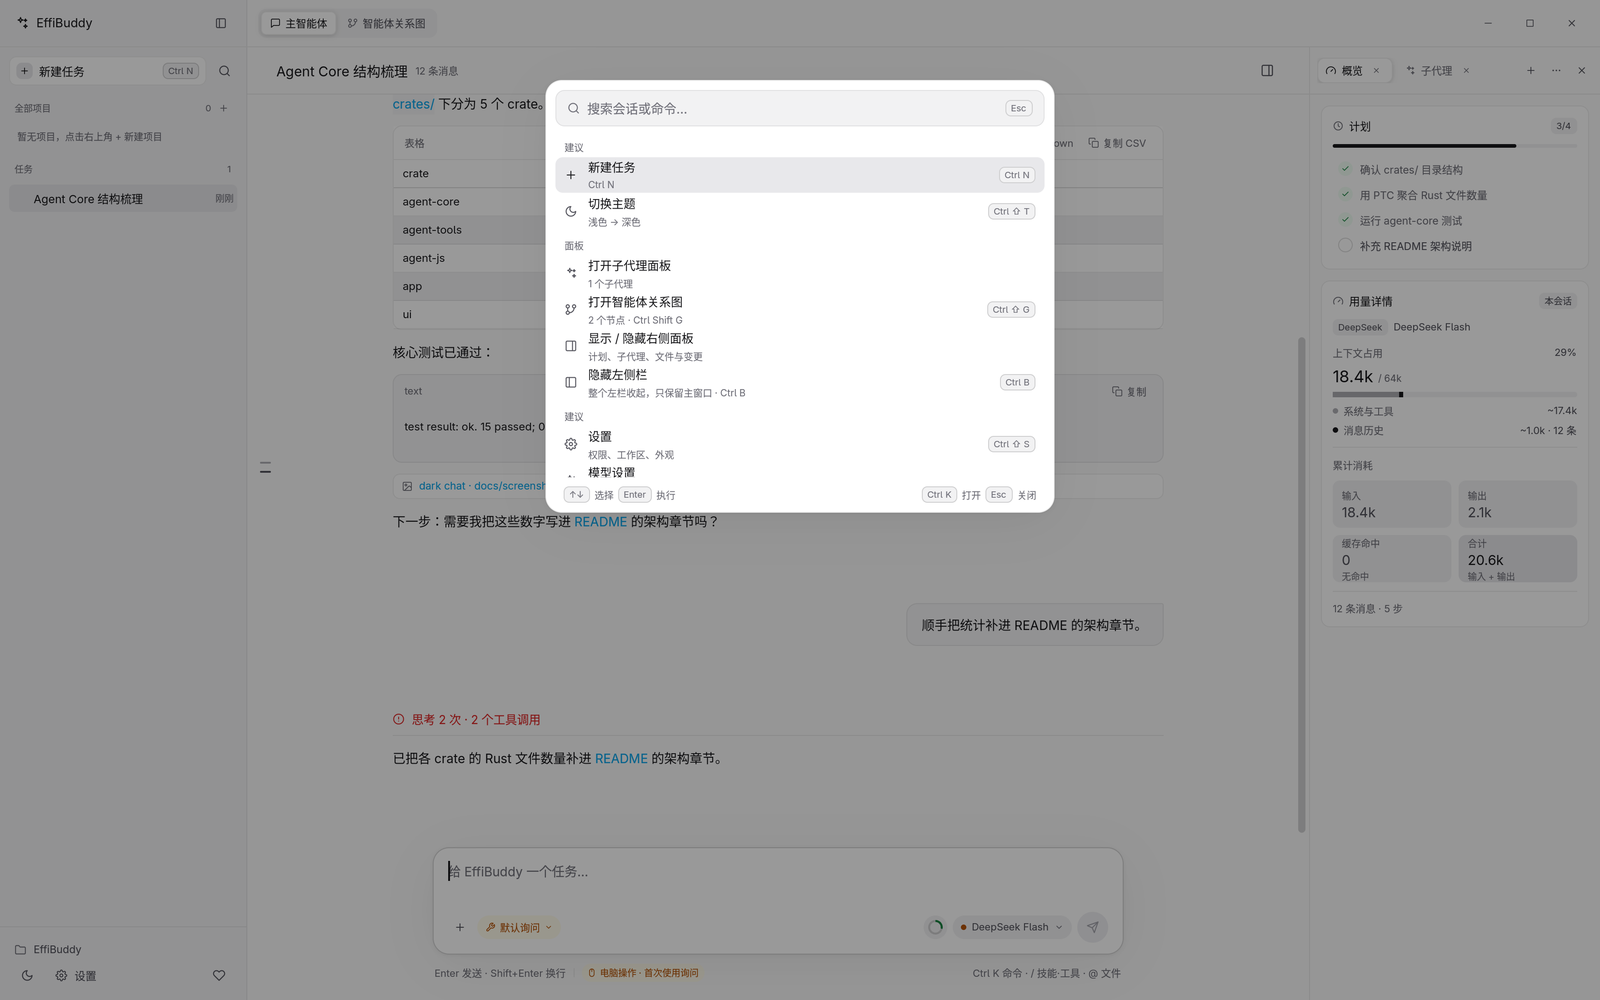 EffiBuddy
主智能体
智能体关系图
新建任务
Ctrl N
全部项目
0
暂无项目，点击右上角 + 新建项目
任务
1
Agent Core 结构梳理
刚刚
Agent Core 结构梳理
12 条消息
crates/ 下分为 5 个 crate。
表格
own
复制 CSV
crate
agent-core
agent-tools
agent-js
app
ui
核心测试已通过：
text
复制
test result: ok. 15 passed; 0
dark chat · docs/screensh
下一步：需要我把这些数字写进 README 的架构章节吗？
顺手把统计补进 README 的架构章节。
思考 2 次 · 2 个工具调用
已把各 crate 的 Rust 文件数量补进 README 的架构章节。
搜索会话或命令...
Esc
建议
新建任务
Ctrl N
Ctrl N
切换主题
浅色 → 深色
Ctrl ⇧ T
面板
打开子代理面板
1 个子代理
打开智能体关系图
2 个节点 · Ctrl Shift G
Ctrl ⇧ G
显示 / 隐藏右侧面板
计划、子代理、文件与变更
隐藏左侧栏
整个左栏收起，只保留主窗口 · Ctrl B
Ctrl B
建议
设置
权限、工作区、外观
Ctrl ⇧ S
模型设置
↑↓ 选择 Enter 执行
Ctrl K 打开 Esc 关闭
给 EffiBuddy 一个任务...
默认询问
DeepSeek Flash
Enter 发送 · Shift+Enter 换行
电脑操作 · 首次使用询问
Ctrl K 命令 · / 技能·工具 · @ 文件
EffiBuddy
设置
概览
子代理
计划
3/4
确认 crates/ 目录结构
用 PTC 聚合 Rust 文件数量
运行 agent-core 测试
补充 README 架构说明
用量详情
本会话
DeepSeek DeepSeek Flash
上下文占用
29%
18.4k / 64k
系统与工具
~17.4k
消息历史
~1.0k · 12 条
累计消耗
输入
18.4k
输出
2.1k
缓存命中
0
无命中
合计
20.6k
输入 + 输出
12 条消息 · 5 步